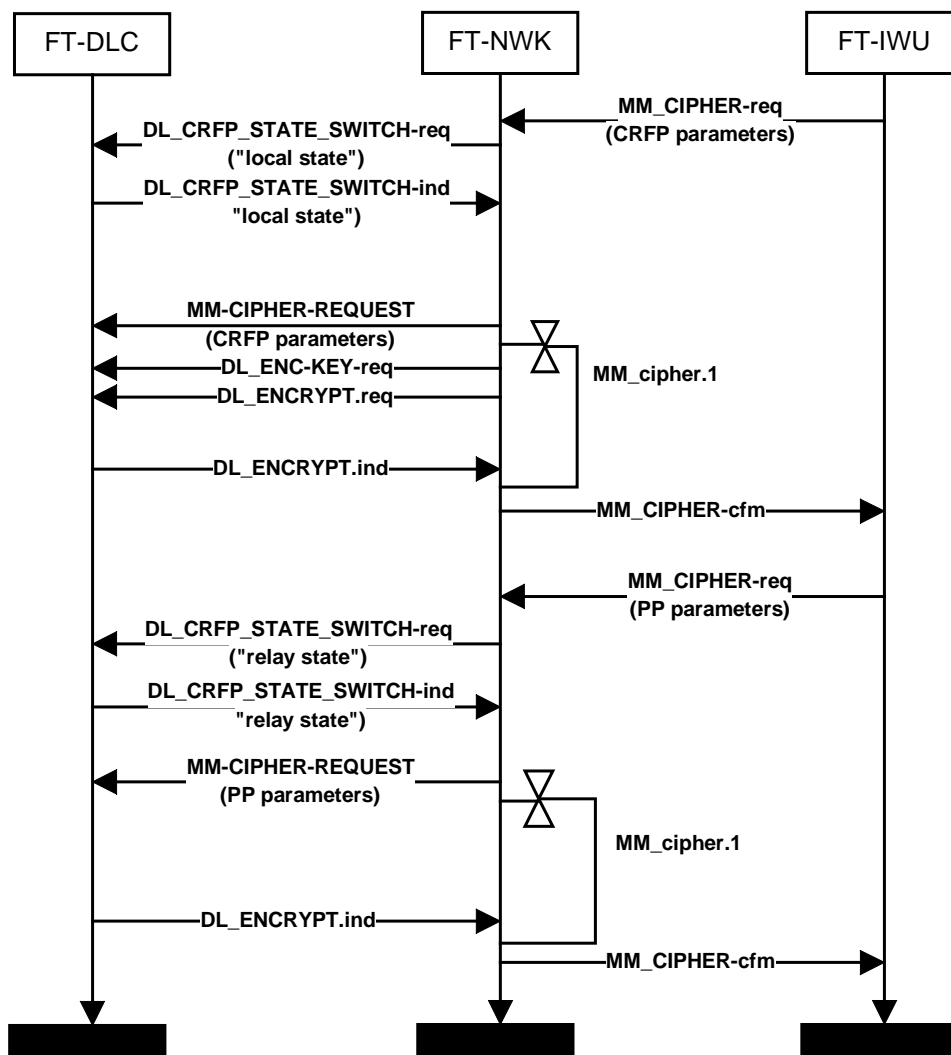 FT-DLC
FT-NWK
FT-IWU
MM_CIPHER-req
(CRFP parameters)
DL_CRFP_STATE_SWITCH-req
("local state")
DL_CRFP_STATE_SWITCH-ind
"local state")
MM-CIPHER-REQUEST
(CRFP parameters)
DL_ENC-KEY-req
MM_cipher.1
DL_ENCRYPT.req
DL_ENCRYPT.ind
MM_CIPHER-cfm
MM_CIPHER-req
(PP parameters)
DL_CRFP_STATE_SWITCH-req
("relay state")
DL_CRFP_STATE_SWITCH-ind
"relay state")
MM-CIPHER-REQUEST
(PP parameters)
MM_cipher.1
DL_ENCRYPT.ind
MM_CIPHER-cfm